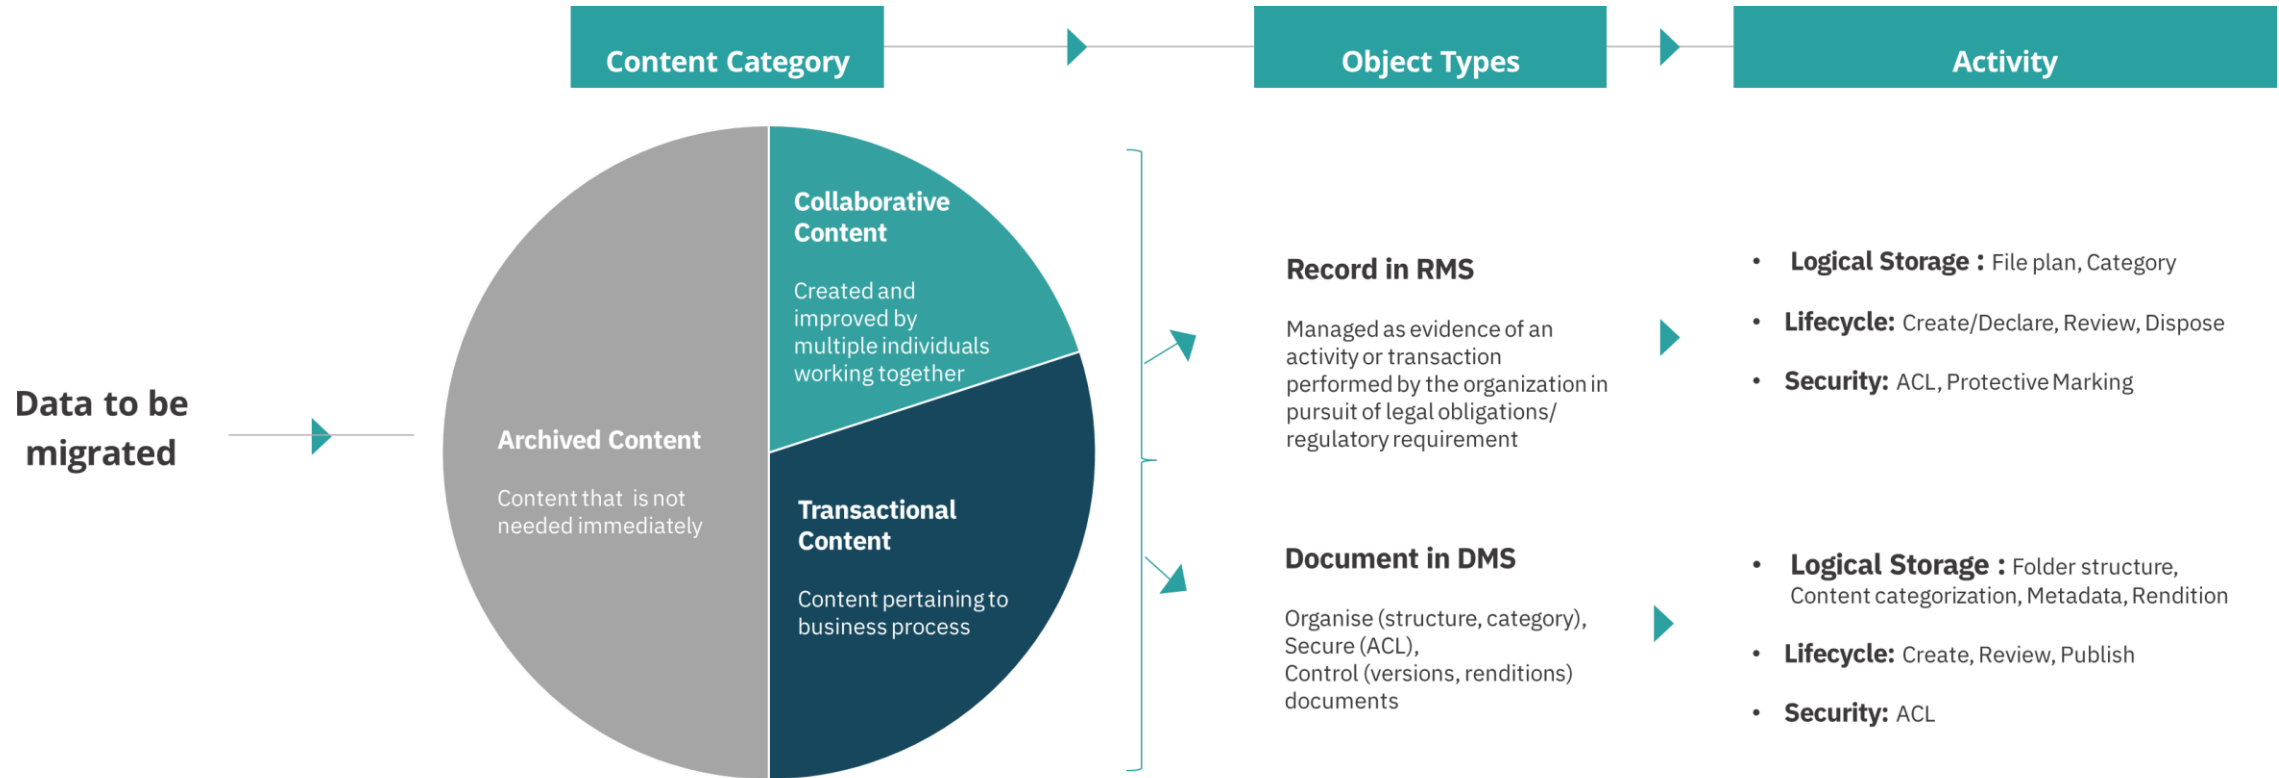 Content Category
Object Types
Activity
Data to be
migrated
Archived Content
Content that is not
needed immediately
Collaborative
Content
Created and
improved by
multiple individuals
working together
Transactional
Content
Content pertaining to
business process
Record in RMS
Managed as evidence of an
activity or transaction
performed by the organization in
pursuit of legal obligations/
regulatory requirement
• Logical Storage : File plan, Category
• Lifecycle: Create/Declare, Review, Dispose
• Security: ACL, Protective Marking
Document in DMS
Organise (structure, category),
Secure (ACL),
Control (versions, renditions)
documents
• Logical Storage : Folder structure,
Content categorization, Metadata, Rendition
• Lifecycle: Create, Review, Publish
• Security: ACL